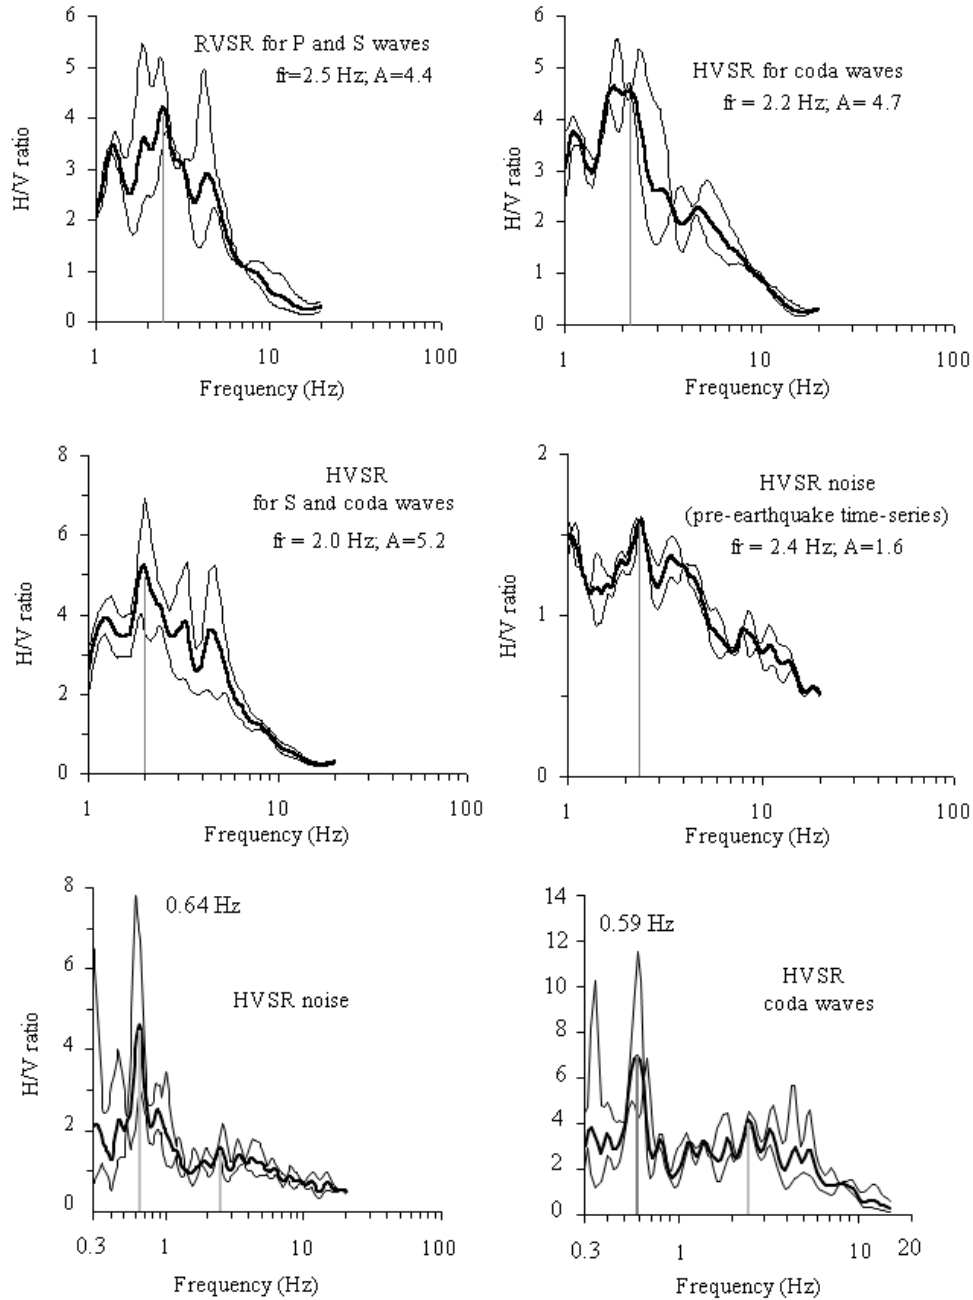 6
5
4
3
2
1
0
H/V ratio
RVSR for P and S waves
fr=2.5 Hz; A=4.4
1
10
100
Frequency (Hz)
6
5
4
3
2
1
0
H/V ratio
HVSR for coda waves
fr = 2.2 Hz; A= 4.7
1
10
100
Frequency (Hz)
8
6
4
2
0
H/V ratio
HVSR
for S and coda waves
fr = 2.0 Hz; A=5.2
1
10
100
Frequency (Hz)
2
1
0
H/V ratio
HVSR noise
(pre-earthquake time-series)
fr = 2.4 Hz; A=1.6
1
10
100
Frequency (Hz)
8
6
4
2
0
H/V ratio
0.64 Hz
HVSR noise
0.3
1
10
100
Frequency (Hz)
14
12
10
8
6
4
2
0
H/V ratio
0.59 Hz
HVSR
coda waves
0.3
1
10
20
Frequency (Hz)